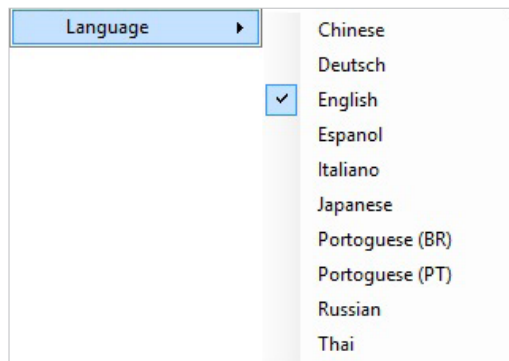 Language
Chinese
Deutsch
English
Espanol
Italiano
Japanese
Portoguese (BR)
Portoguese (PT)
Russian
Thai